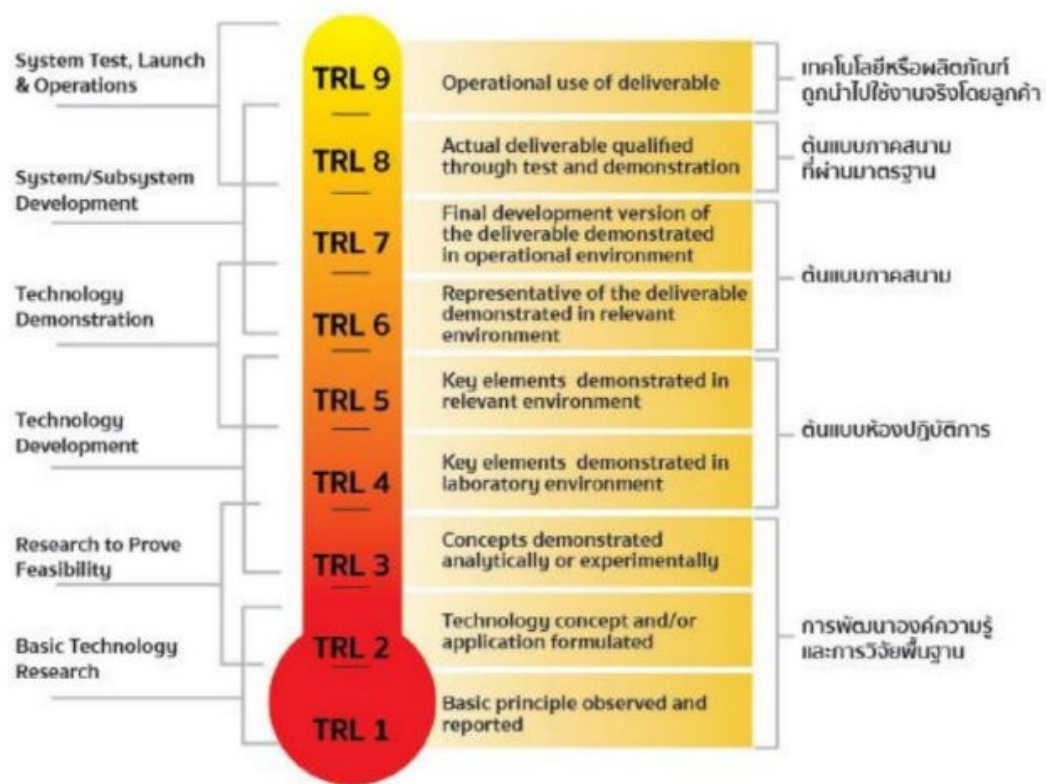 System Test, Launch
& Operations
TRL 9
Operational use of deliverable
เทคโนโลยีหรือผลิตภัณฑ์
ถูกนำไปใช้งานจริงโดยลูกค้า
System/Subsystem
Development
TRL 8
Actual deliverable qualified
through test and demonstration
ต้นแบบภาคสนาม
ที่ผ่านมาตรฐาน
TRL 7
Final development version of
the deliverable demonstrated
in operational environment
ต้นแบบภาคสนาม
Technology
Demonstration
TRL 6
Representative of the deliverable
demonstrated in relevant
environment
Technology
Development
TRL 5
Key elements demonstrated in
relevant environment
ต้นแบบห้องปฏิบัติการ
TRL 4
Key elements demonstrated in
laboratory environment
Research to Prove
Feasibility
TRL 3
Concepts demonstrated
analytically or experimentally
Basic Technology
Research
TRL 2
Technology concept and/or
application formulated
การพัฒนาองค์ความรู้
และการวิจัยพื้นฐาน
TRL 1
Basic principle observed and
reported